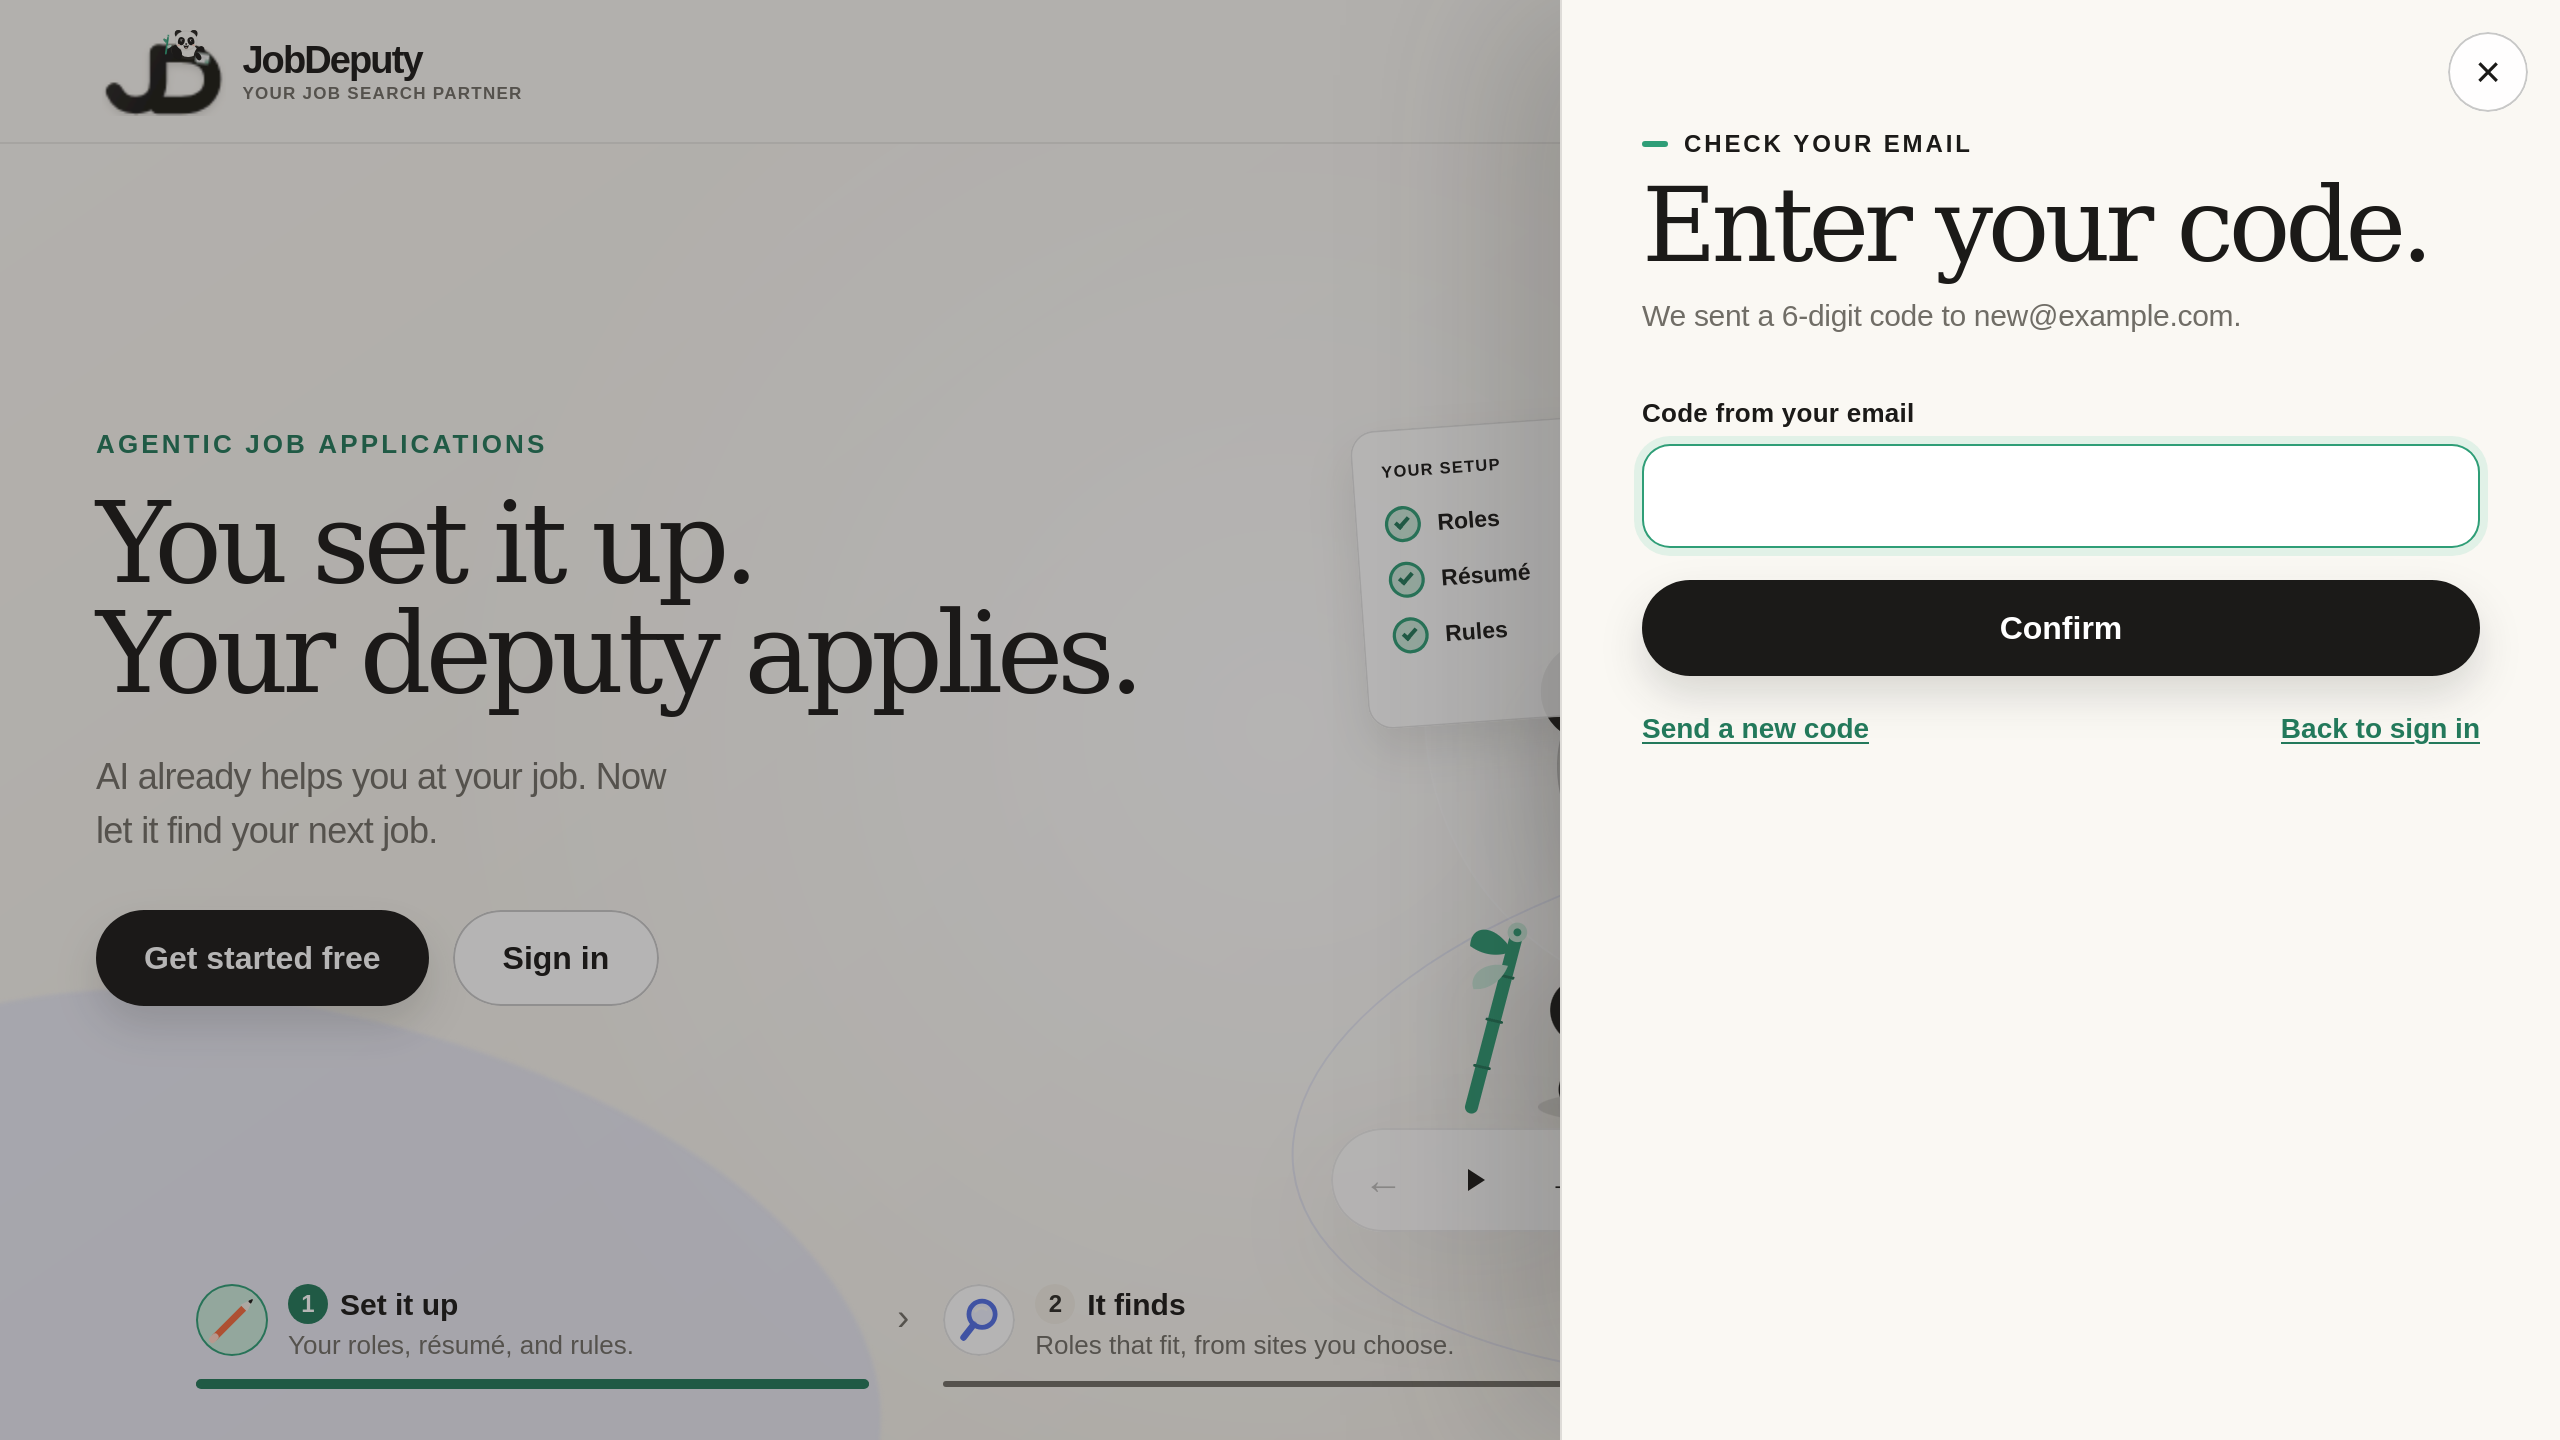 JobDeputy
YOUR JOB SEARCH PARTNER
AGENTIC JOB APPLICATIONS
You set it up.
Your deputy applies.
AI already helps you at your job. Now
let it find your next job.
Get started free
Sign in
YOUR SETUP
Roles
Résumé
Rules
1 Set it up
Your roles, résumé, and rules.
2 It finds
Roles that fit, from sites you choose.
CHECK YOUR EMAIL
Enter your code.
We sent a 6-digit code to new@example.com.
Code from your email
Confirm
Send a new code
Back to sign in